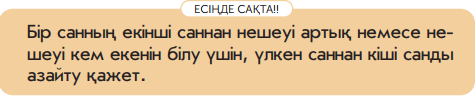 ЕСІҢДЕ САҚТА!!
Бір санның екінші саннан нешеуі артық немесе не-
шеуі кем екенін білу үшін, үлкен саннан кіші санды
азайту қажет.